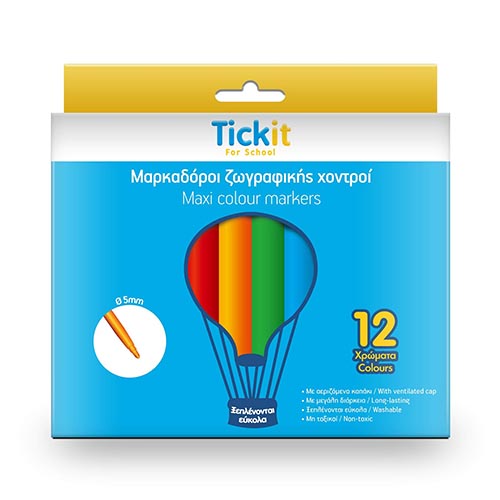 Tickit
For School
Μαρκαδόροι ζωγραφικής χοντροί
Maxi colour markers
Ø 5mm
12
Χρώματα
Colours
Ξεπλένονται
εύκολα
• Με αεριζόμενο καπάκι / With ventilated cap
• Με μεγάλη διάρκεια / Long-lasting
• Ξεπλένονται εύκολα / Washable
• Μη τοξικοί / Non-toxic